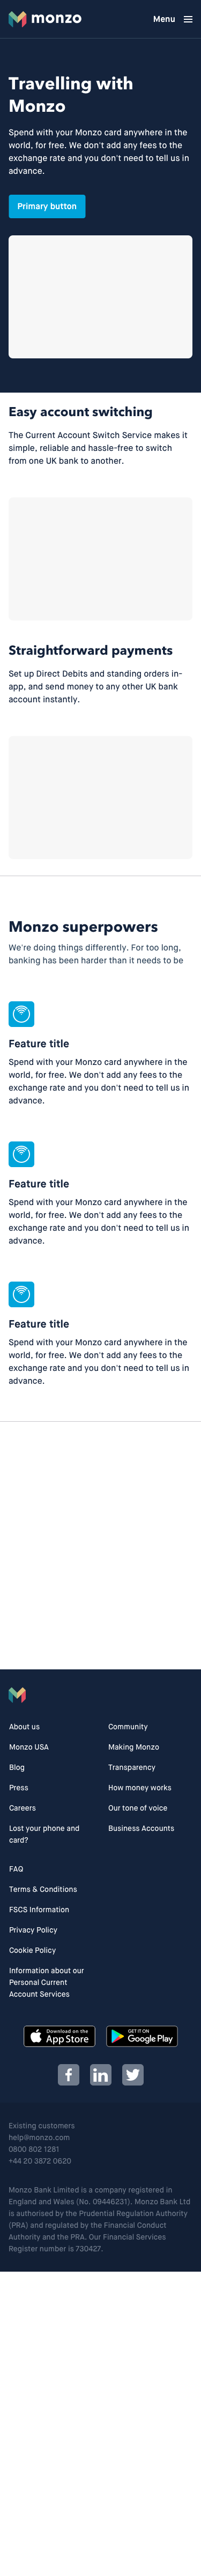 monzo
Menu
Travelling with
Monzo
Spend with your Monzo card anywhere in the
world, for free. We don't add any fees to the
exchange rate and you don't need to tell us in
advance.
Primary button
Easy account switching
The Current Account Switch Service makes it
simple, reliable and hassle-free to switch
from one UK bank to another.
Straightforward payments
Set up Direct Debits and standing orders in-
app, and send money to any other UK bank
account instantly.
Monzo superpowers
We're doing things differently. For too long,
banking has been harder than it needs to be
Feature title
Spend with your Monzo card anywhere in the
world, for free. We don't add any fees to the
exchange rate and you don't need to tell us in
advance.
Feature title
Spend with your Monzo card anywhere in the
world, for free. We don't add any fees to the
exchange rate and you don't need to tell us in
advance.
Feature title
Spend with your Monzo card anywhere in the
world, for free. We don't add any fees to the
exchange rate and you don't need to tell us in
advance.
About us
Monzo USA
Blog
Press
Careers
Lost your phone and
card?
FAQ
Terms & Conditions
FSCS Information
Privacy Policy
Cookie Policy
Information about our
Personal Current
Account Services
Community
Making Monzo
Transparency
How money works
Our tone of voice
Business Accounts
Download on the
App Store
GET IT ON
Google Play
Existing customers
help@monzo.com
0800 802 1281
+44 20 3872 0620
Monzo Bank Limited is a company registered in
England and Wales (No. 09446231). Monzo Bank Ltd
is authorised by the Prudential Regulation Authority
(PRA) and regulated by the Financial Conduct
Authority and the PRA. Our Financial Services
Register number is 730427.